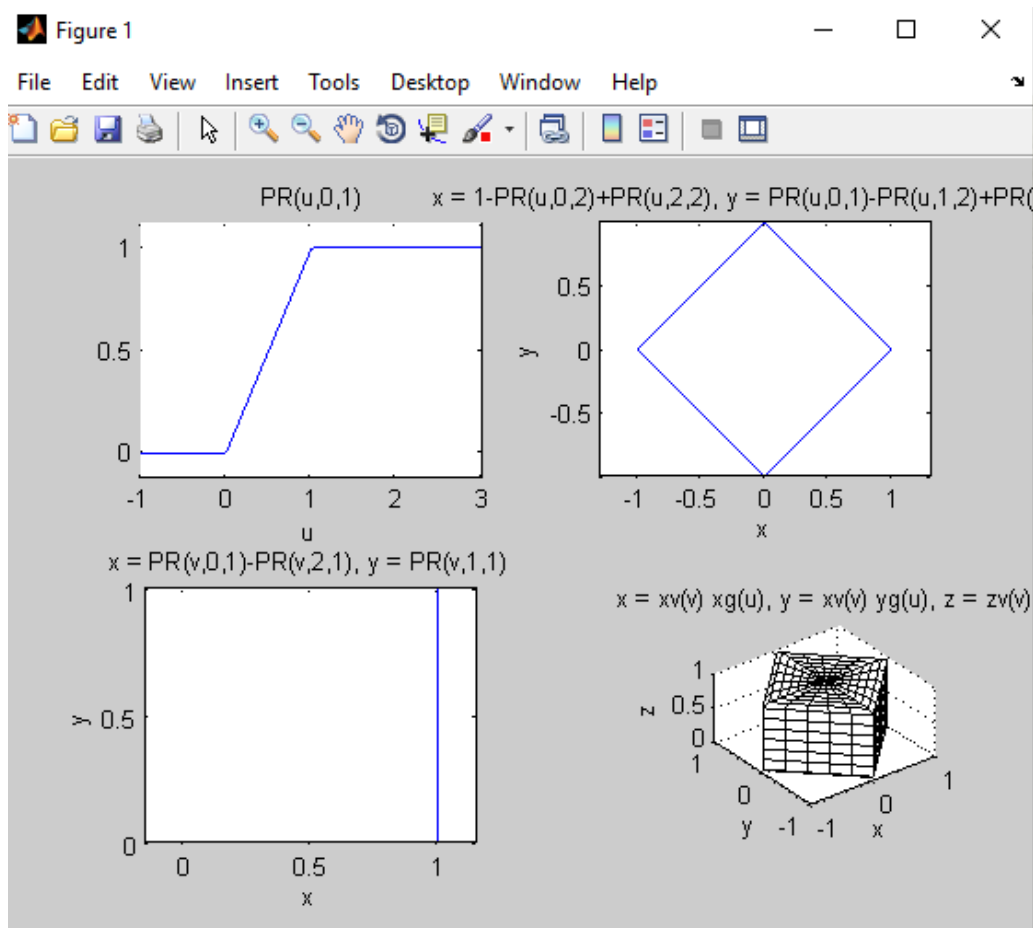 Figure 1
File Edit View Insert Tools Desktop Window Help
PR(u,0,1)
1
0.5
0
-1 0 1 2 3
u
x = 1-PR(u,0,2)+PR(u,2,2), y = PR(u,0,1)-PR(u,1,2)+PR(
0.5
0
-0.5
y
-1 -0.5 0 0.5 1
x
x = PR(v,0,1)-PR(v,2,1), y = PR(v,1,1)
1
0.5
0
y
0 0.5 1
x
x = xv(v) xg(u), y = xv(v) yg(u), z = zv(v)
1
0.5
0
z
1
0
-1
y
-1
0
1
x